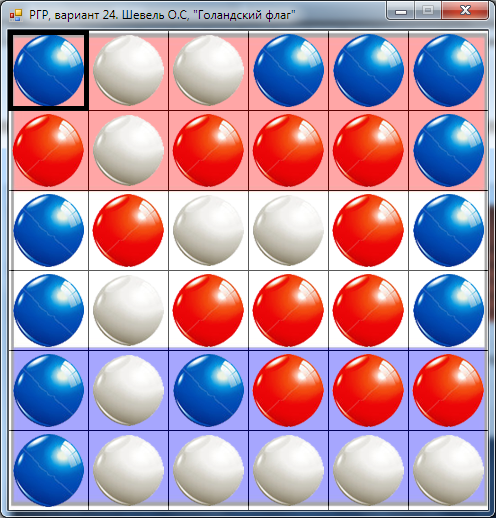 РГР, вариант 24. Шевель О.С, "Голандский флаг"